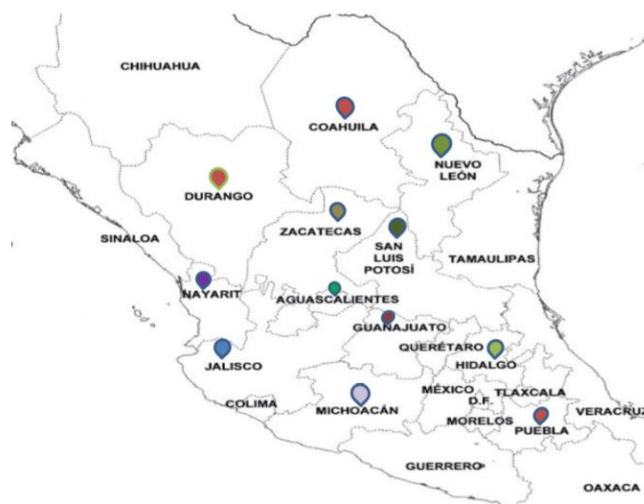 CHIHUAHUA
COAHUILA
NUEVO
LEÓN
DURANGO
SINALOA
ZACATECAS
SAN
LUIS
POTOSÍ
TAMAULIPAS
NAYARIT
AGUASCALIENTES
GUANAJUATO
QUERÉTARO
HIDALGO
JALISCO
MÉXICO
D.F.
TLAXCALA
COLIMA
MICHOACÁN
MORELOS
PUEBLA
VERACRUZ
GUERRERO
OAXACA